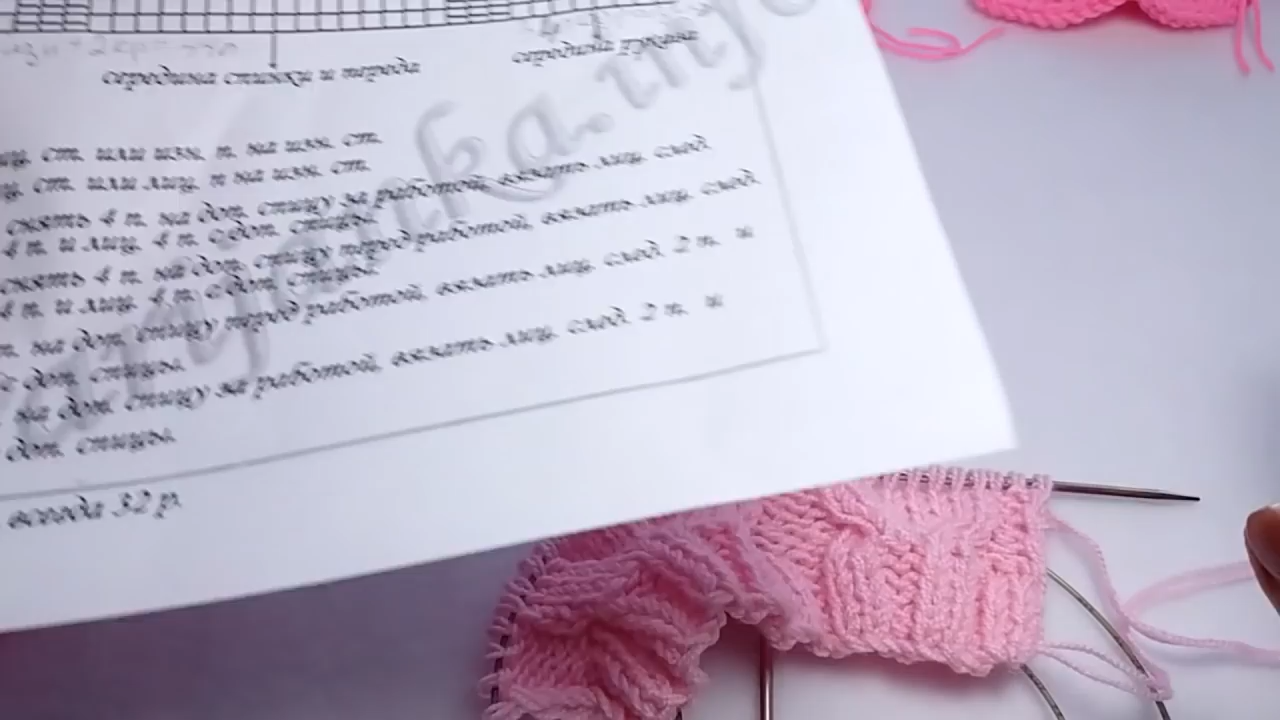 середина спинки и переда
середина рукава
ст. или изн. п. на изн. ст.
ст. или лиц. п на изн. ст.
снять 4 п. на доп. спицу за работой, вязать лиц. след.
4 п. и лиц. 4 п. с доп. спицы.
снять 4 п. на доп. спицу перед работой, вязать лиц. след.
4 п. и лиц. 4 п. с доп. спицы.
п. на доп. спицу перед работой, вязать лиц. след. 2 п. и
с доп. спицы.
на доп. спицу за работой, вязать лиц. след. 2 п. и
доп. спицы.
32 р.